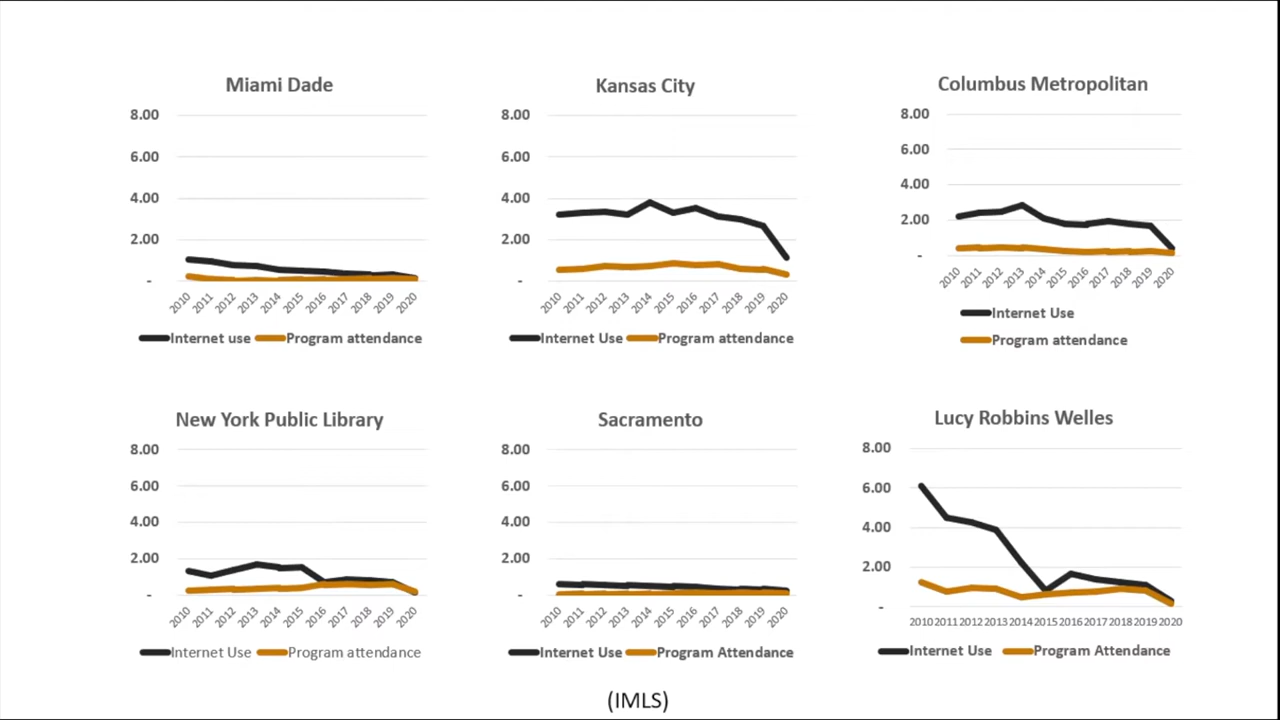 Miami Dade
8.00
6.00
4.00
2.00
-
2010 2011 2012 2013 2014 2015 2016 2017 2018 2019 2020
Internet use Program attendance
Kansas City
8.00
6.00
4.00
2.00
-
2010 2011 2012 2013 2014 2015 2016 2017 2018 2019 2020
Internet Use Program attendance
Columbus Metropolitan
8.00
6.00
4.00
2.00
-
2010 2011 2012 2013 2014 2015 2016 2017 2018 2019 2020
Internet Use
Program attendance
New York Public Library
8.00
6.00
4.00
2.00
-
2010 2011 2012 2013 2014 2015 2016 2017 2018 2019 2020
Internet Use Program attendance
Sacramento
8.00
6.00
4.00
2.00
-
2010 2011 2012 2013 2014 2015 2016 2017 2018 2019 2020
Internet Use Program Attendance
Lucy Robbins Welles
8.00
6.00
4.00
2.00
-
2010 2011 2012 2013 2014 2015 2016 2017 2018 2019 2020
Internet Use Program Attendance
(IMLS)